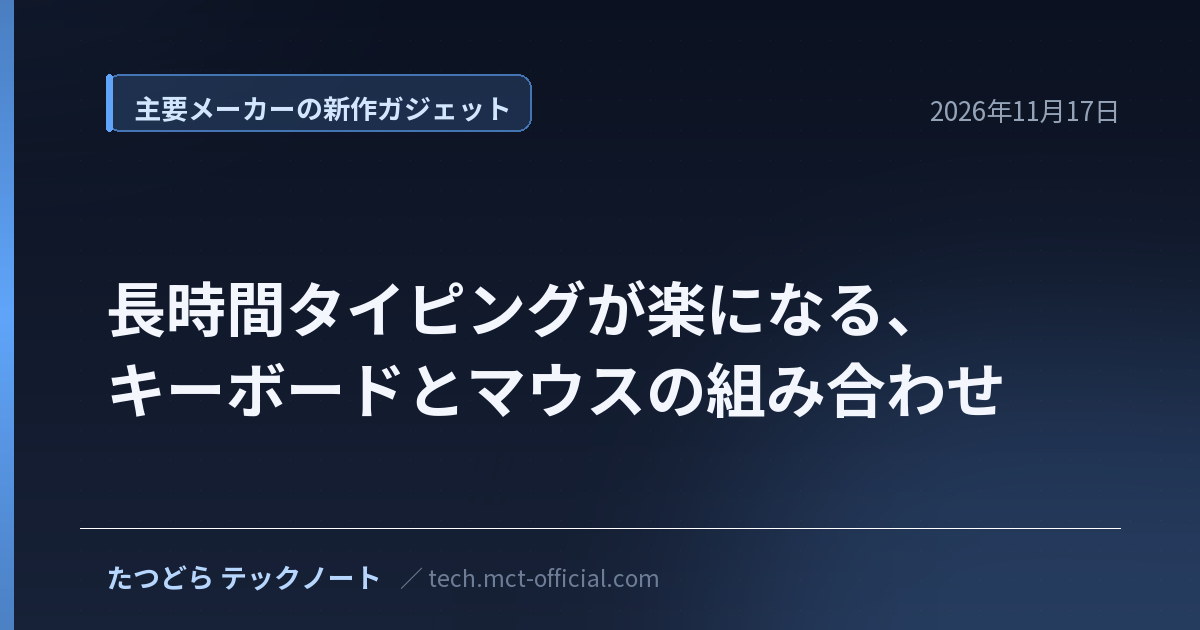 主要メーカーの新作ガジェット
2026年11月17日
長時間タイピングが楽になる、
キーボードとマウスの組み合わせ
たつどら テックノート ／ tech.mct-official.com